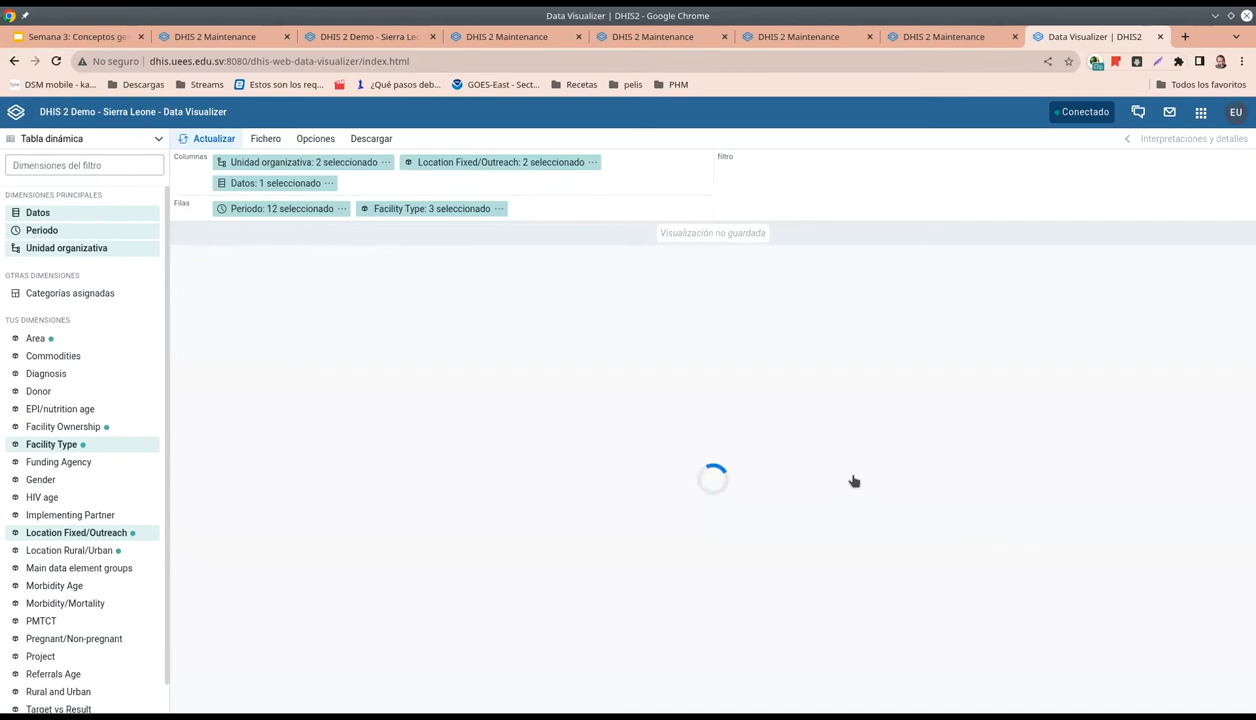 Data Visualizer | DHIS2 - Google Chrome
Semana 3: Conceptos ge
DHIS 2 Maintenance
DHIS 2 Demo - Sierra Le
DHIS 2 Maintenance
DHIS 2 Maintenance
DHIS 2 Maintenance
DHIS 2 Maintenance
Data Visualizer | DHIS2
No seguro
dhis.uees.edu.sv:8080/dhis-web-data-visualizer/index.html
DSM mobile - ka...
Descargas
Streams
Estos son los req...
¿Qué pasos deb...
GOES-East - Sect...
Recetas
pelis
PHM
Todos los favoritos
DHIS 2 Demo - Sierra Leone - Data Visualizer
Conectado
EU
Tabla dinámica
Actualizar
Fichero
Opciones
Descargar
Interpretaciones y detalles
Dimensiones del filtro
Columnas
Unidad organizativa: 2 seleccionado
Location Fixed/Outreach: 2 seleccionado
Datos: 1 seleccionado
filtro
Filas
Periodo: 12 seleccionado
Facility Type: 3 seleccionado
Visualización no guardada
DIMENSIONES PRINCIPALES
Datos
Periodo
Unidad organizativa
OTRAS DIMENSIONES
Categorías asignadas
TUS DIMENSIONES
Area
Commodities
Diagnosis
Donor
EPI/nutrition age
Facility Ownership
Facility Type
Funding Agency
Gender
HIV age
Implementing Partner
Location Fixed/Outreach
Location Rural/Urban
Main data element groups
Morbidity Age
Morbidity/Mortality
PMTCT
Pregnant/Non-pregnant
Project
Referrals Age
Rural and Urban
Target vs Result